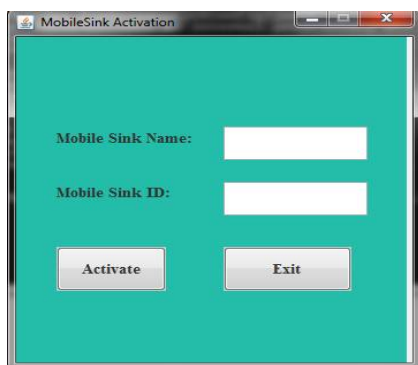 MobileSink Activation
Mobile Sink Name:
Mobile Sink ID:
Activate Exit